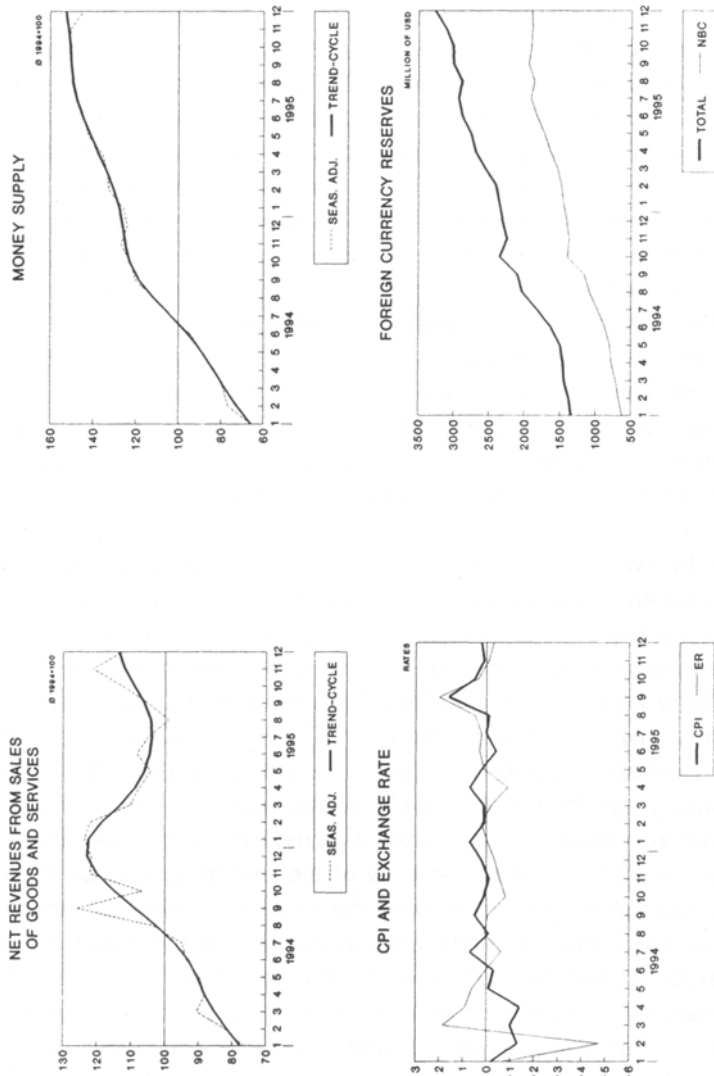 NET REVENUES FROM SALES
OF GOODS AND SERVICES
Ø 1994=100
130
120
110
100
90
80
70
1 2 3 4 5 6 7 8 9 10 11 12 1 2 3 4 5 6 7 8 9 10 11 12
1994 1995
SEAS. ADJ. TREND-CYCLE
MONEY SUPPLY
Ø 1994=100
160
140
120
100
80
60
1 2 3 4 5 6 7 8 9 10 11 12 1 2 3 4 5 6 7 8 9 10 11 12
1994 1995
SEAS. ADJ. TREND-CYCLE
CPI AND EXCHANGE RATE
RATES
3
2
1
0
-1
-2
-3
-4
-5
-6
1 2 3 4 5 6 7 8 9 10 11 12 1 2 3 4 5 6 7 8 9 10 11 12
1994 1995
CPI ER
FOREIGN CURRENCY RESERVES
MILLION OF USD
3500
3000
2500
2000
1500
1000
500
1 2 3 4 5 6 7 8 9 10 11 12 1 2 3 4 5 6 7 8 9 10 11 12
1994 1995
TOTAL NBC